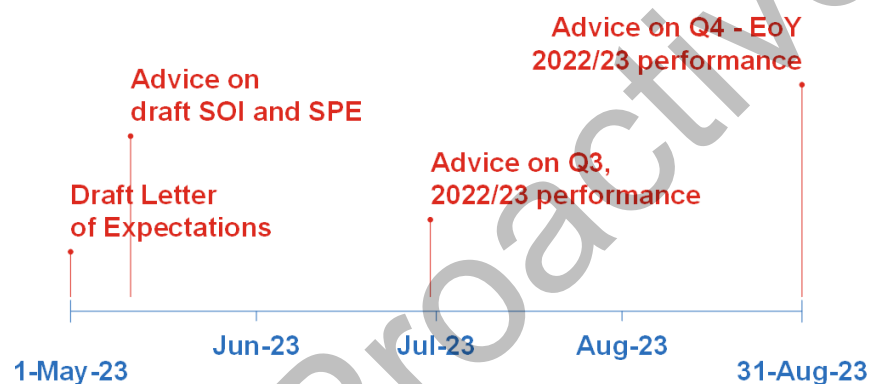 Advice on Q4 - EoY
2022/23 performance
Advice on
draft SOI and SPE
Advice on Q3,
2022/23 performance
Draft Letter
of Expectations
Jun-23
Jul-23
Aug-23
1-May-23
31-Aug-23
Proactive